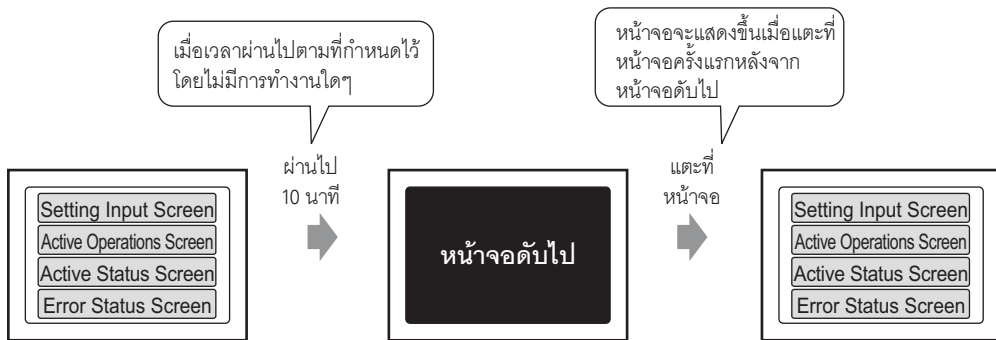 เมื่อเวลาผ่านไปตามที่กำหนดไว้
โดยไม่มีการทำงานใดๆ
หน้าจอจะแสดงขึ้นเมื่อแตะที่
หน้าจอครั้งแรกหลังจาก
หน้าจอดับไป
Setting Input Screen
Active Operations Screen
Active Status Screen
Error Status Screen
ผ่านไป
10 นาที
หน้าจอดับไป
แตะที่
หน้าจอ
Setting Input Screen
Active Operations Screen
Active Status Screen
Error Status Screen